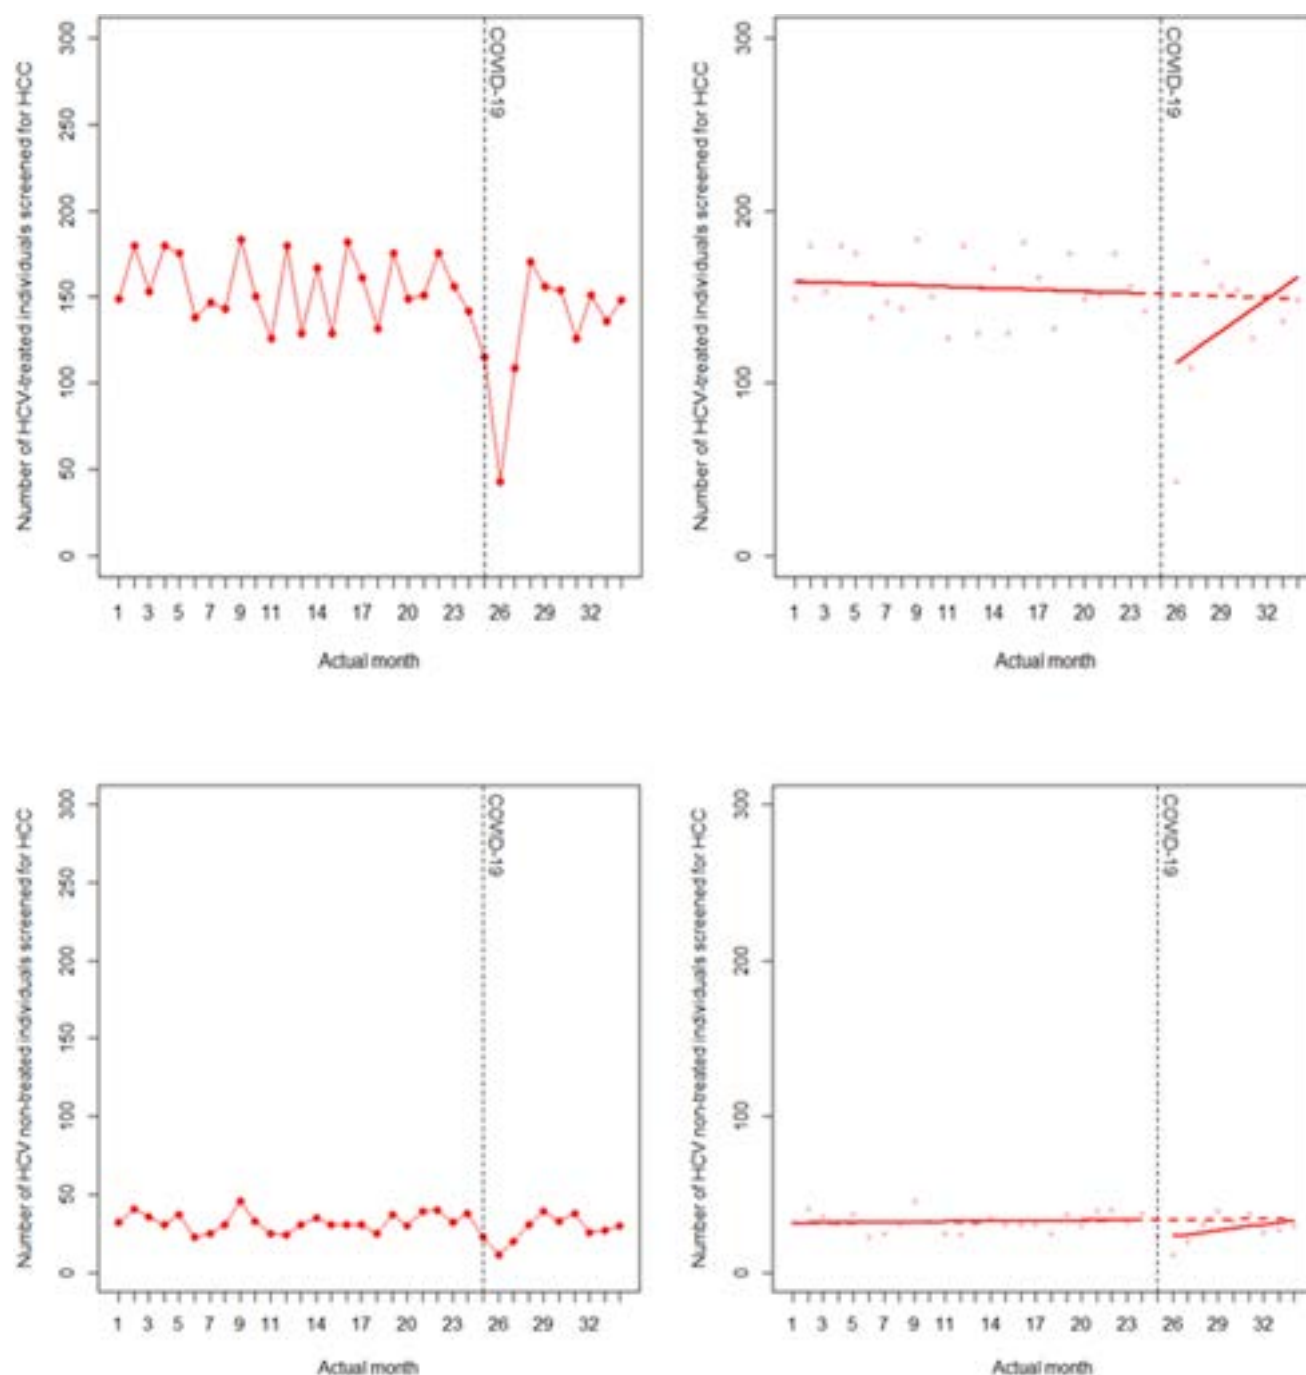 Number of HCV-treated individuals screened for HCC
300
250
200
150
100
50
0
COVID-19
1 3 5 7 9 11 14 17 20 23 26 29 32
Actual month
Number of HCV-treated individuals screened for HCC
300
200
100
0
COVID-19
1 3 5 7 9 11 14 17 20 23 26 29 32
Actual month
Number of HCV non-treated individuals screened for HCC
300
250
200
150
100
50
0
COVID-19
1 3 5 7 9 11 14 17 20 23 26 29 32
Actual month
Number of HCV non-treated individuals screened for HCC
300
200
100
0
COVID-19
1 3 5 7 9 11 14 17 20 23 26 29 32
Actual month